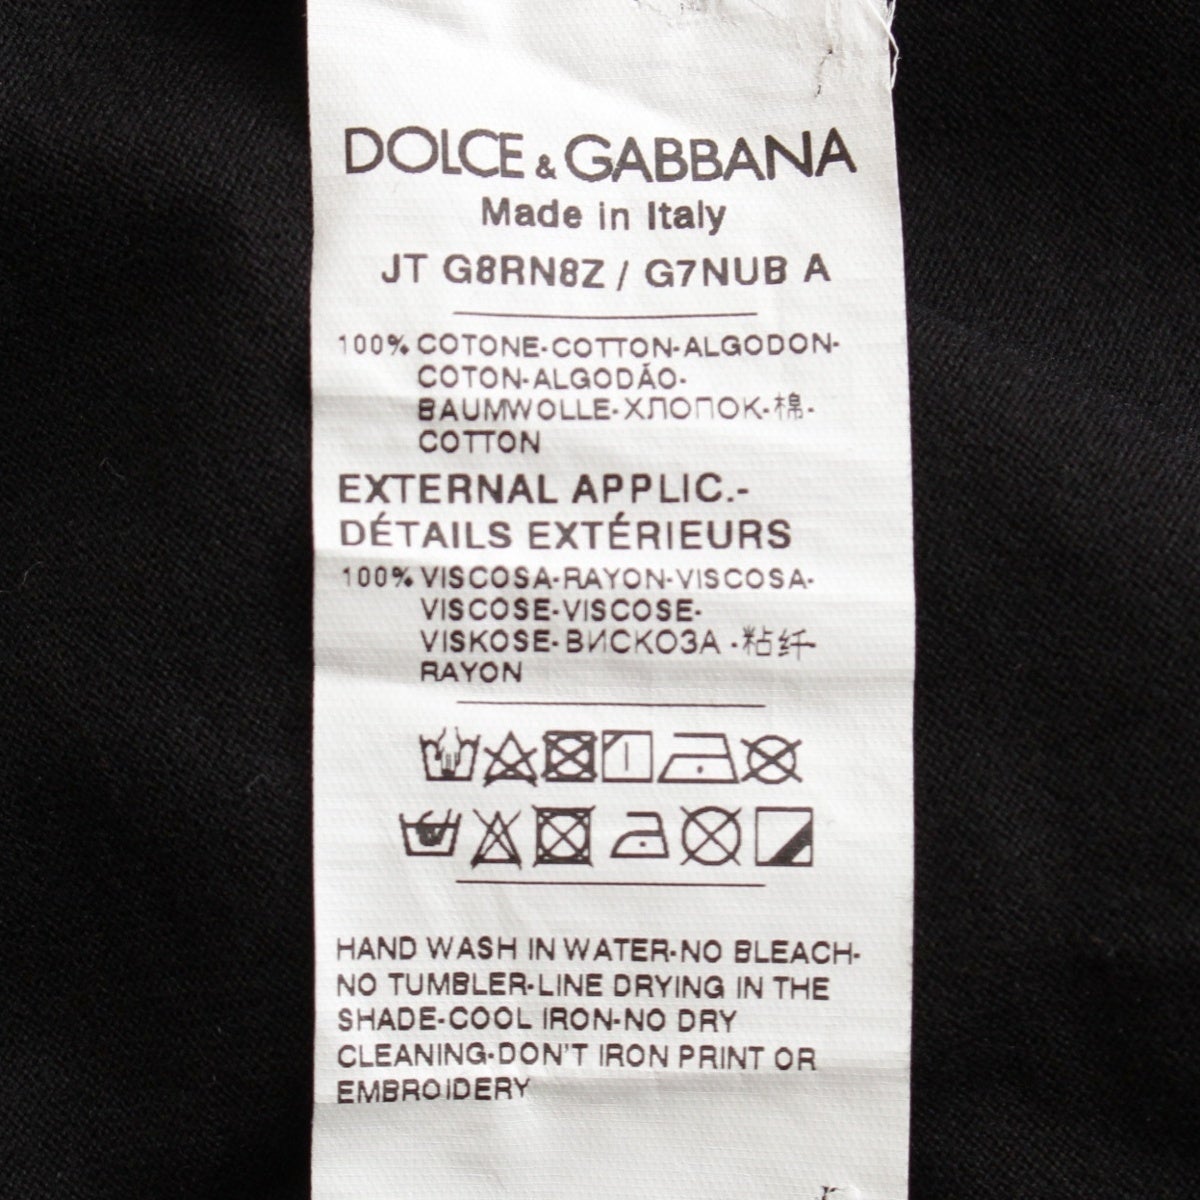 DOLCE & GABBANA
Made in Italy
JT G8RN8Z / G7NUB A
100% COTONE-COTTON-ALGODON-
COTON-ALGODÃO-
BAUMWOLLE-ХЛОПОК-棉-
COTTON
EXTERNAL APPLIC.-
DÉTAILS EXTÉRIEURS
100% VISCOSA-RAYON-VISCOSA-
VISCOSE-VISCOSE-
VISKOSE-ВИСКОЗА -粘纤-
RAYON
HAND WASH IN WATER-NO BLEACH-
NO TUMBLER-LINE DRYING IN THE
SHADE-COOL IRON-NO DRY
CLEANING-DON'T IRON PRINT OR
EMBROIDERY